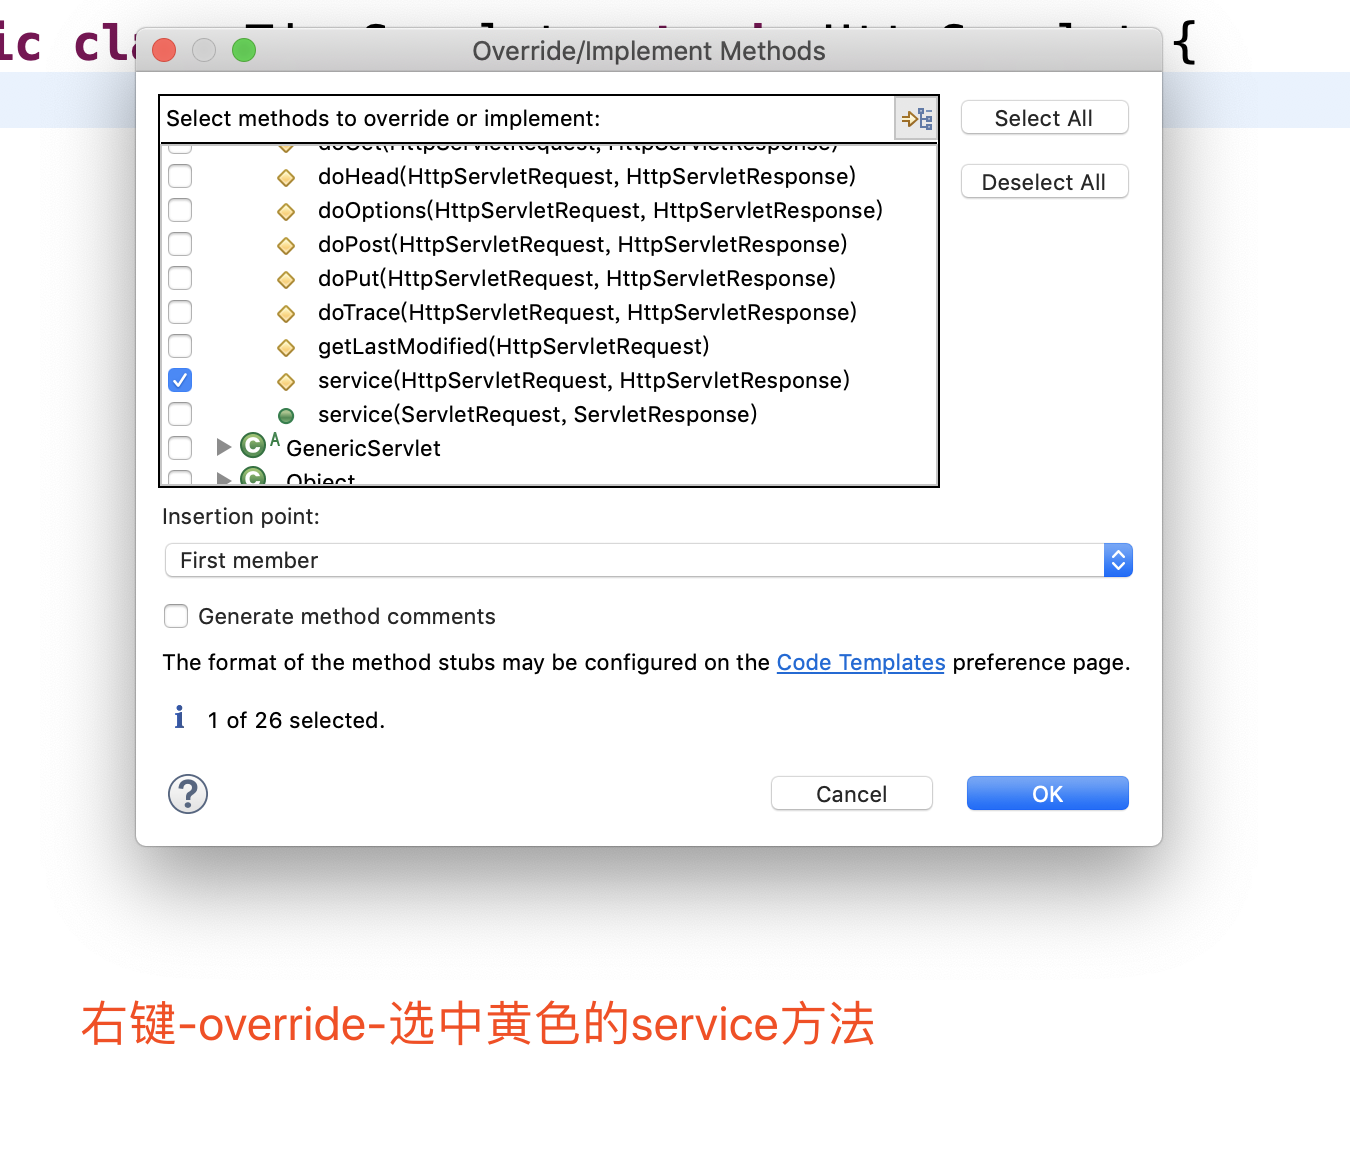 ic cla
{
Override/Implement Methods
Select methods to override or implement:
Select All
Deselect All
doGet(HttpServletRequest, HttpServletResponse)
doHead(HttpServletRequest, HttpServletResponse)
doOptions(HttpServletRequest, HttpServletResponse)
doPost(HttpServletRequest, HttpServletResponse)
doPut(HttpServletRequest, HttpServletResponse)
doTrace(HttpServletRequest, HttpServletResponse)
getLastModified(HttpServletRequest)
service(HttpServletRequest, HttpServletResponse)
service(ServletRequest, ServletResponse)
C A GenericServlet
C Object
Insertion point:
First member
Generate method comments
The format of the method stubs may be configured on the Code Templates preference page.
i 1 of 26 selected.
?
Cancel
OK
右键-override-选中黄色的service方法